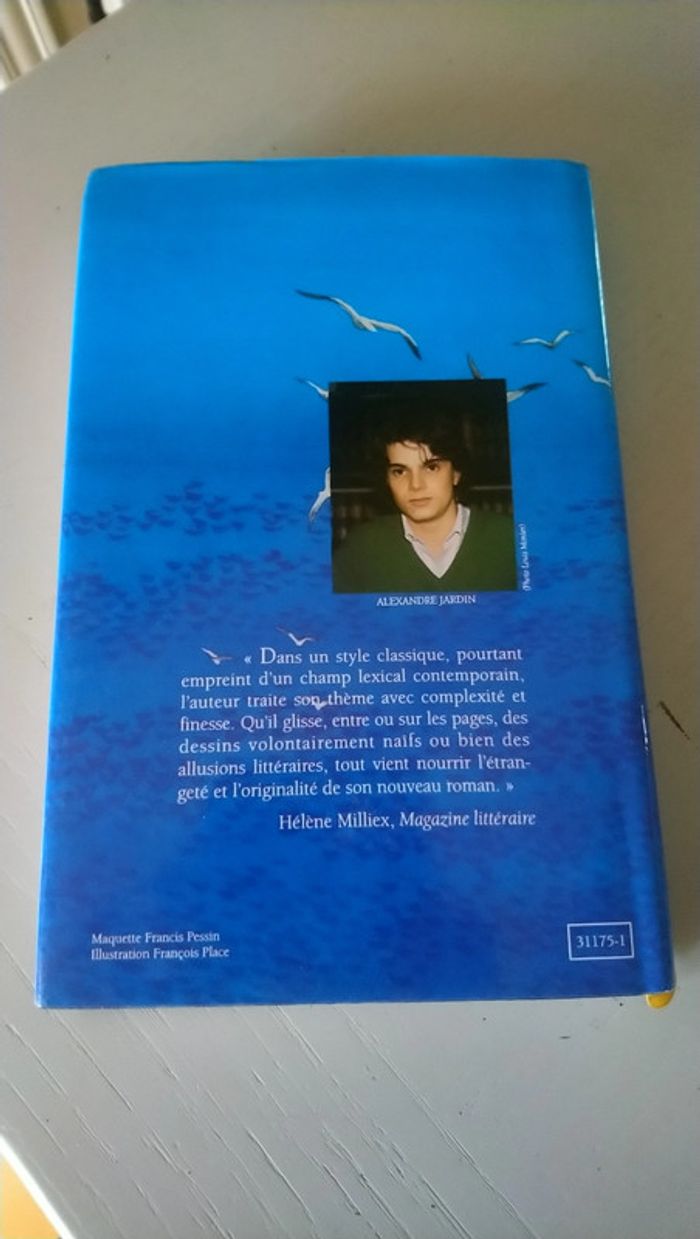 (Photo Louis Monier)
ALEXANDRE JARDIN
« Dans un style classique, pourtant
empreint d'un champ lexical contemporain,
l'auteur traite son thème avec complexité et
finesse. Qu'il glisse, entre ou sur les pages, des
dessins volontairement naïfs ou bien des
allusions littéraires, tout vient nourrir l'étran-
geté et l'originalité de son nouveau roman. »
Hélène Milliex, Magazine littéraire
Maquette Francis Pessin
Illustration François Place
31175-1